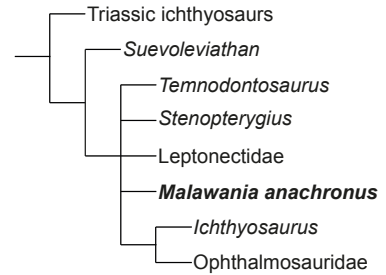 Triassic ichthyosaurs
Suevoleviathan
Temnodontosaurus
Stenopterygius
Leptonectidae
Malawania anachronus
Ichthyosaurus
Ophthalmosauridae